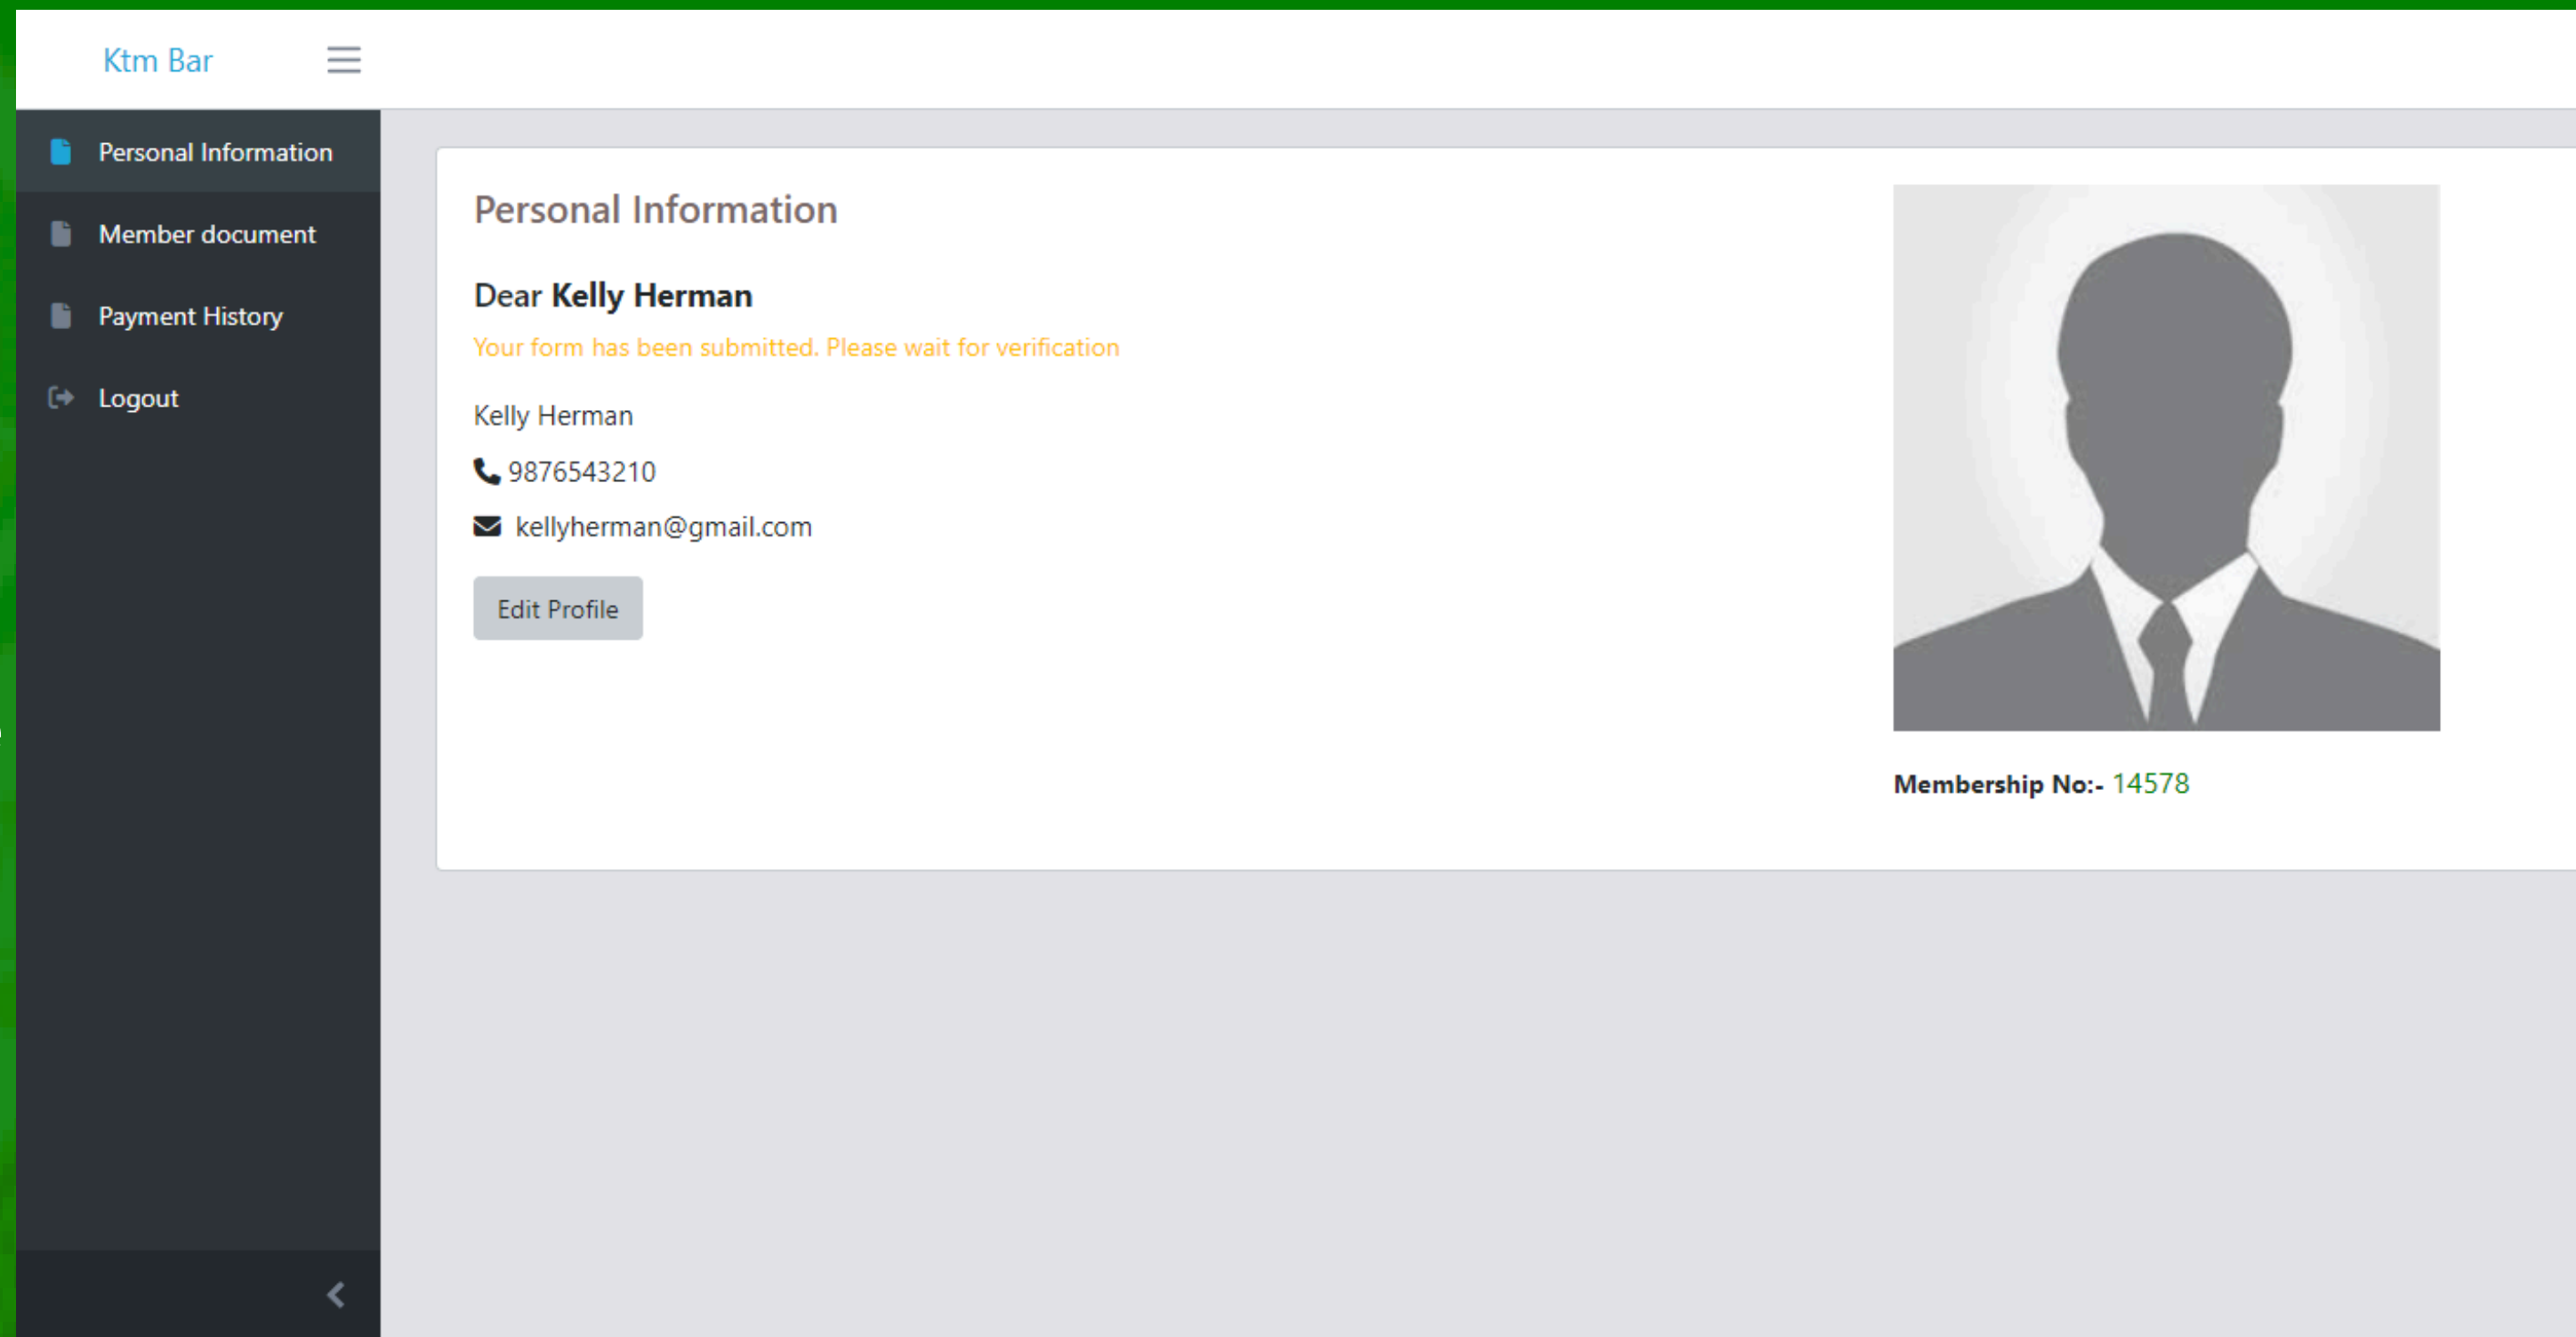 Ktm Bar
Personal Information
Member document
Payment History
Logout
Personal Information
Dear Kelly Herman
Your form has been submitted. Please wait for verification
Kelly Herman
9876543210
kellyherman@gmail.com
Edit Profile
Membership No:- 14578